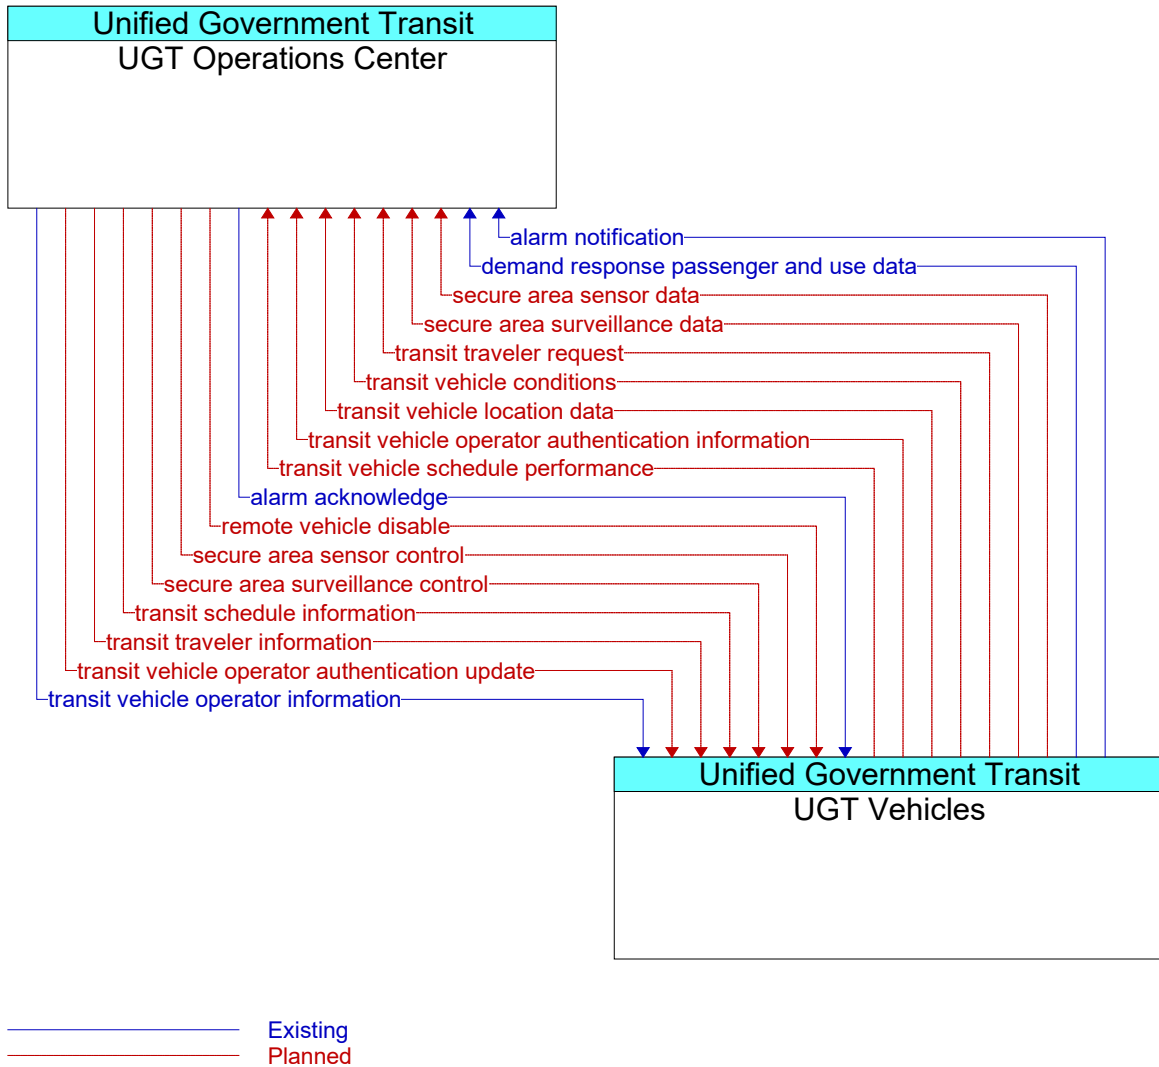 Unified Government Transit
UGT Operations Center
alarm notification
demand response passenger and use data
secure area sensor data
secure area surveillance data
transit traveler request
transit vehicle conditions
transit vehicle location data
transit vehicle operator authentication information
transit vehicle schedule performance
alarm acknowledge
remote vehicle disable
secure area sensor control
secure area surveillance control
transit schedule information
transit traveler information
transit vehicle operator authentication update
transit vehicle operator information
Unified Government Transit
UGT Vehicles
Existing
Planned